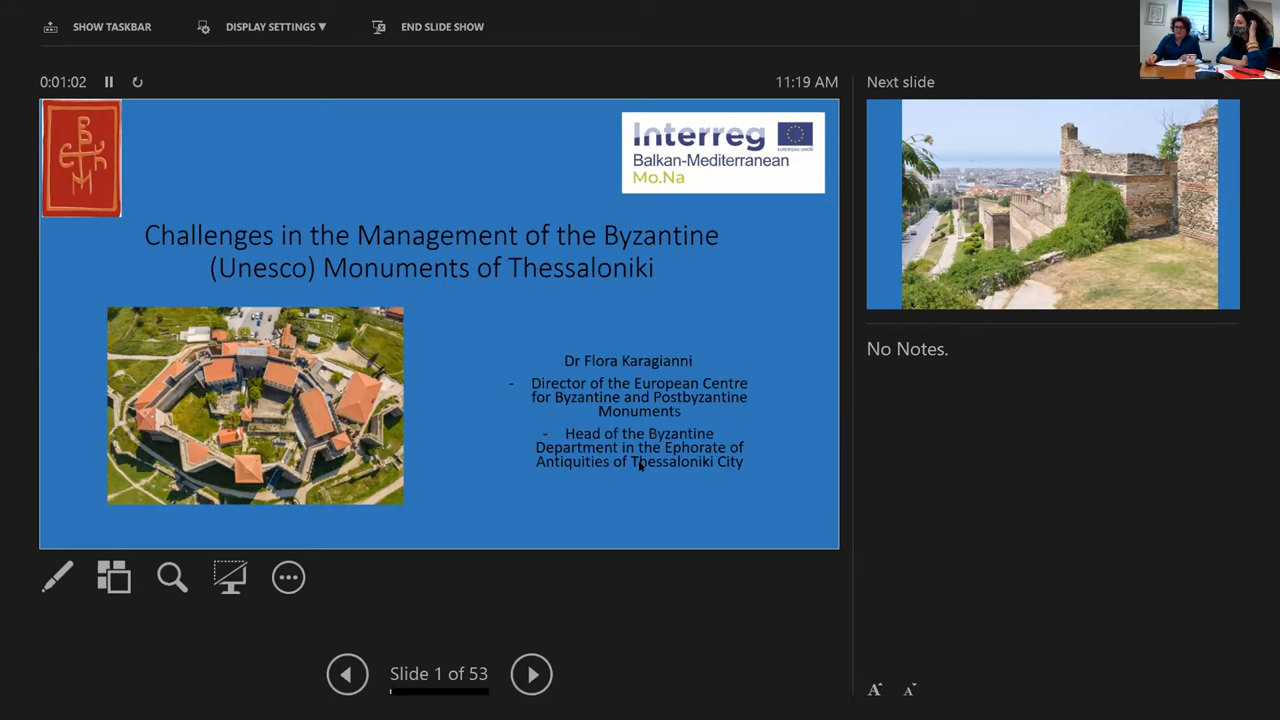 SHOW TASKBAR
DISPLAY SETTINGS ▼
END SLIDE SHOW
0:01:02
11:19 AM
Next slide
Interreg
EUROPEAN UNION
Balkan-Mediterranean
Mo.Na
Challenges in the Management of the Byzantine
(Unesco) Monuments of Thessaloniki
Dr Flora Karagianni
- Director of the European Centre
for Byzantine and Postbyzantine
Monuments
- Head of the Byzantine
Department in the Ephorate of
Antiquities of Thessaloniki City
No Notes.
Slide 1 of 53
A A